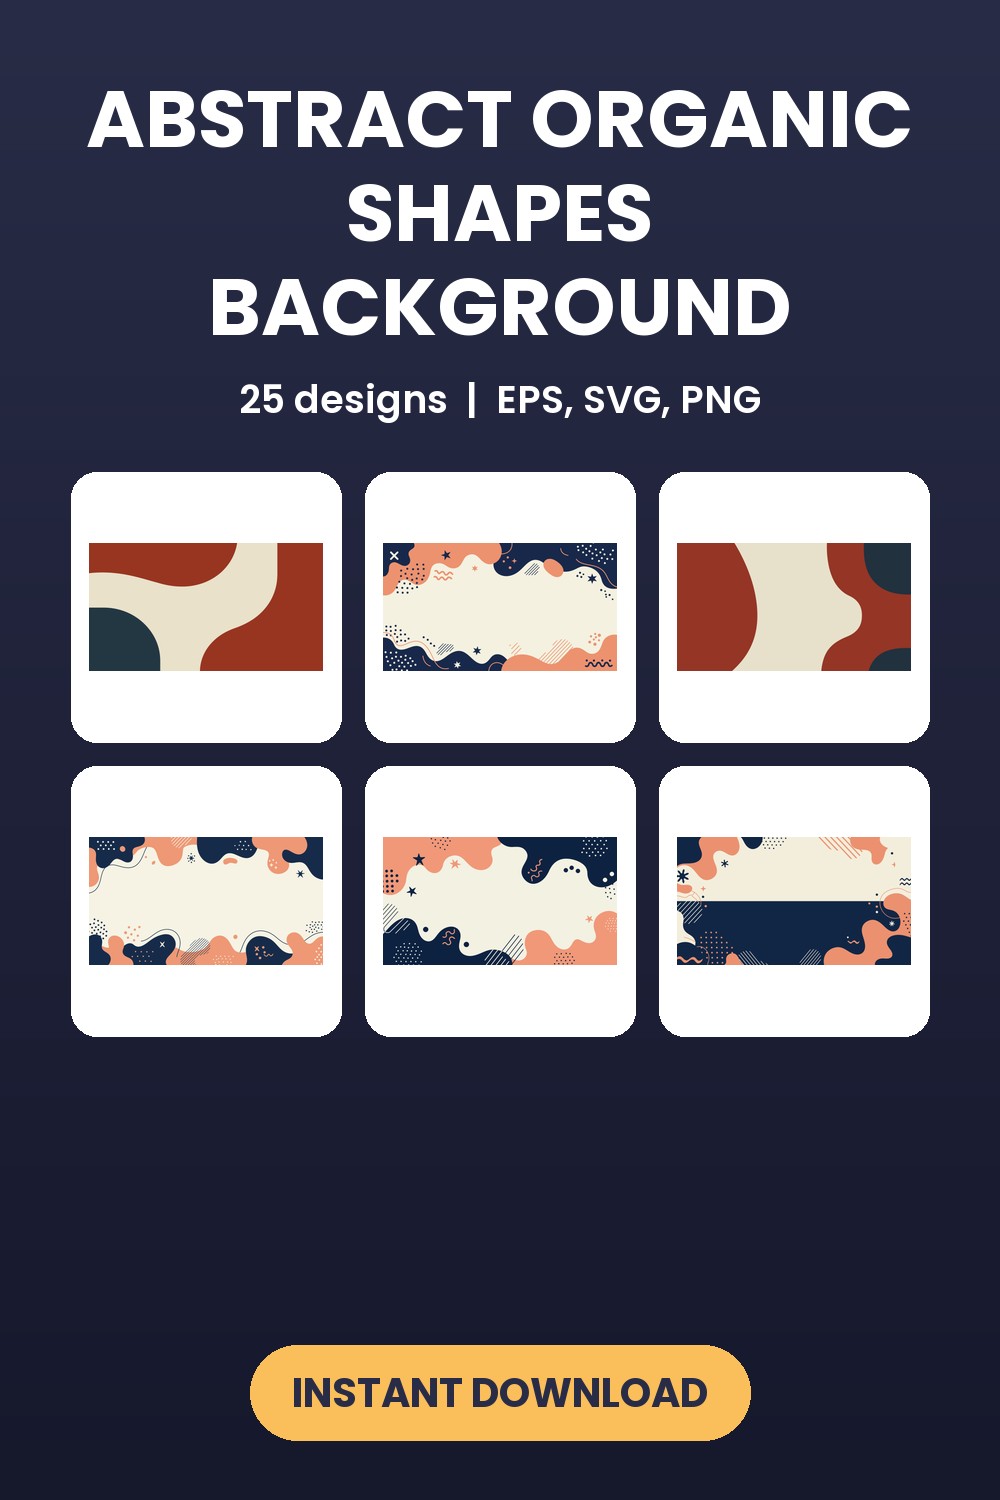 ABSTRACT ORGANIC
SHAPES
BACKGROUND
25 designs | EPS, SVG, PNG
INSTANT DOWNLOAD